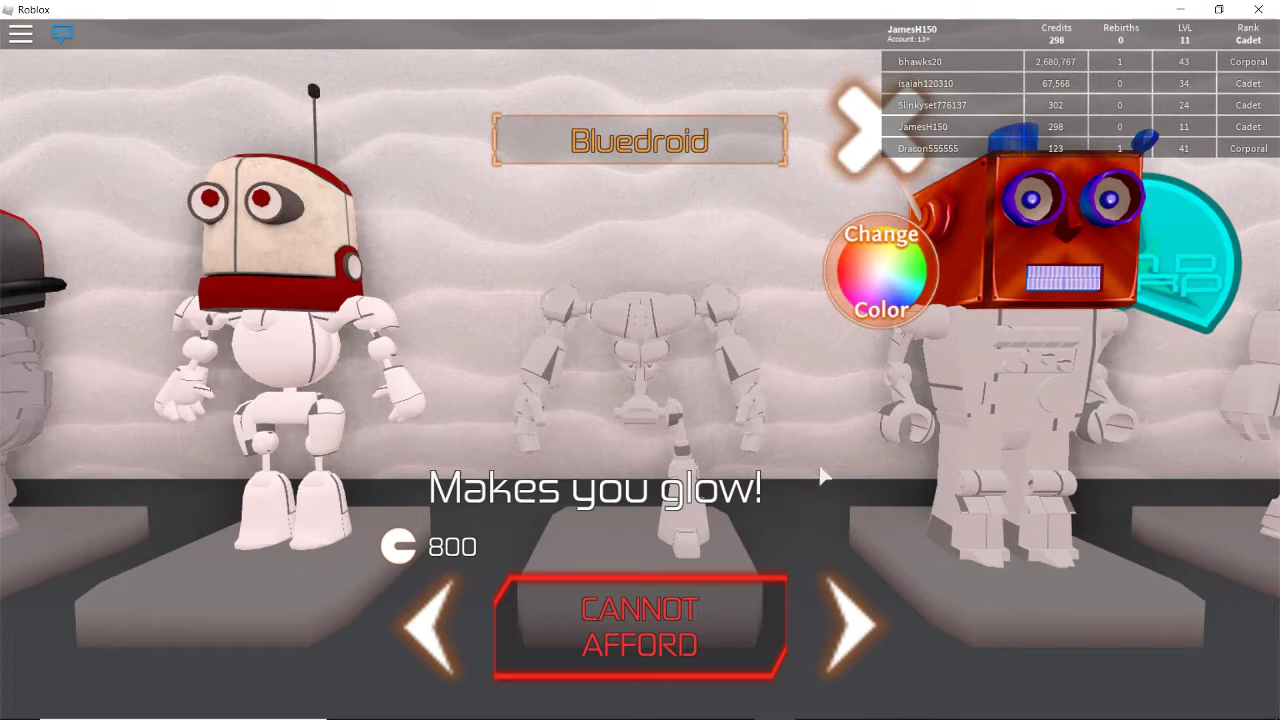 Roblox
JamesH150
Account: 13+
Credits
298
Rebirths
0
LVL
11
Rank
Cadet
bhawks20 2,680,767 1 43 Corporal
isaiah120310 67,568 0 34 Cadet
Slinkyset776137 302 0 24 Cadet
JamesH150 298 0 11 Cadet
Dracon555555 123 1 41 Corporal
Bluedroid
Change
Color
Makes you glow!
800
CANNOT
AFFORD